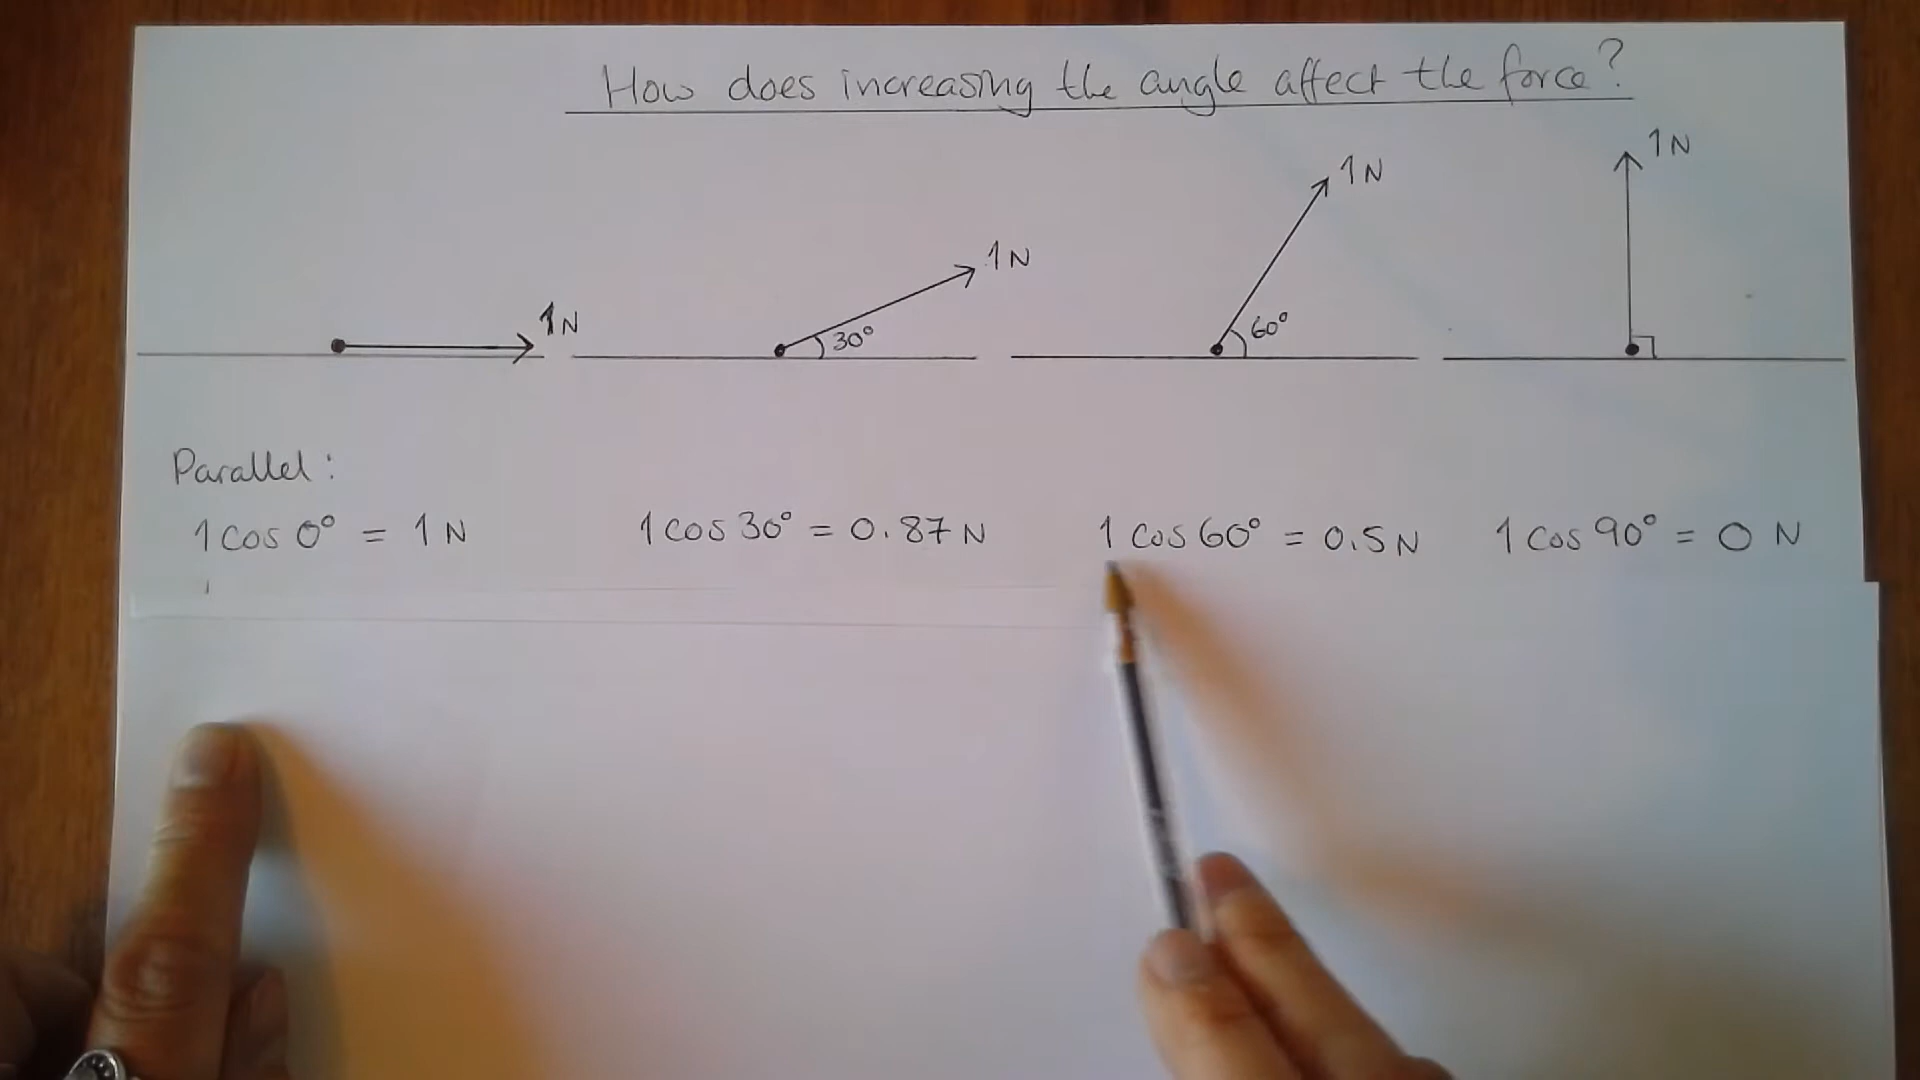 How does increasing the angle affect the force?
1N
1N
1N
1N
30°
60°
Parallel:
1 cos 0° = 1 N
1 cos 30° = 0.87 N
1 cos 60° = 0.5 N
1 cos 90° = 0 N